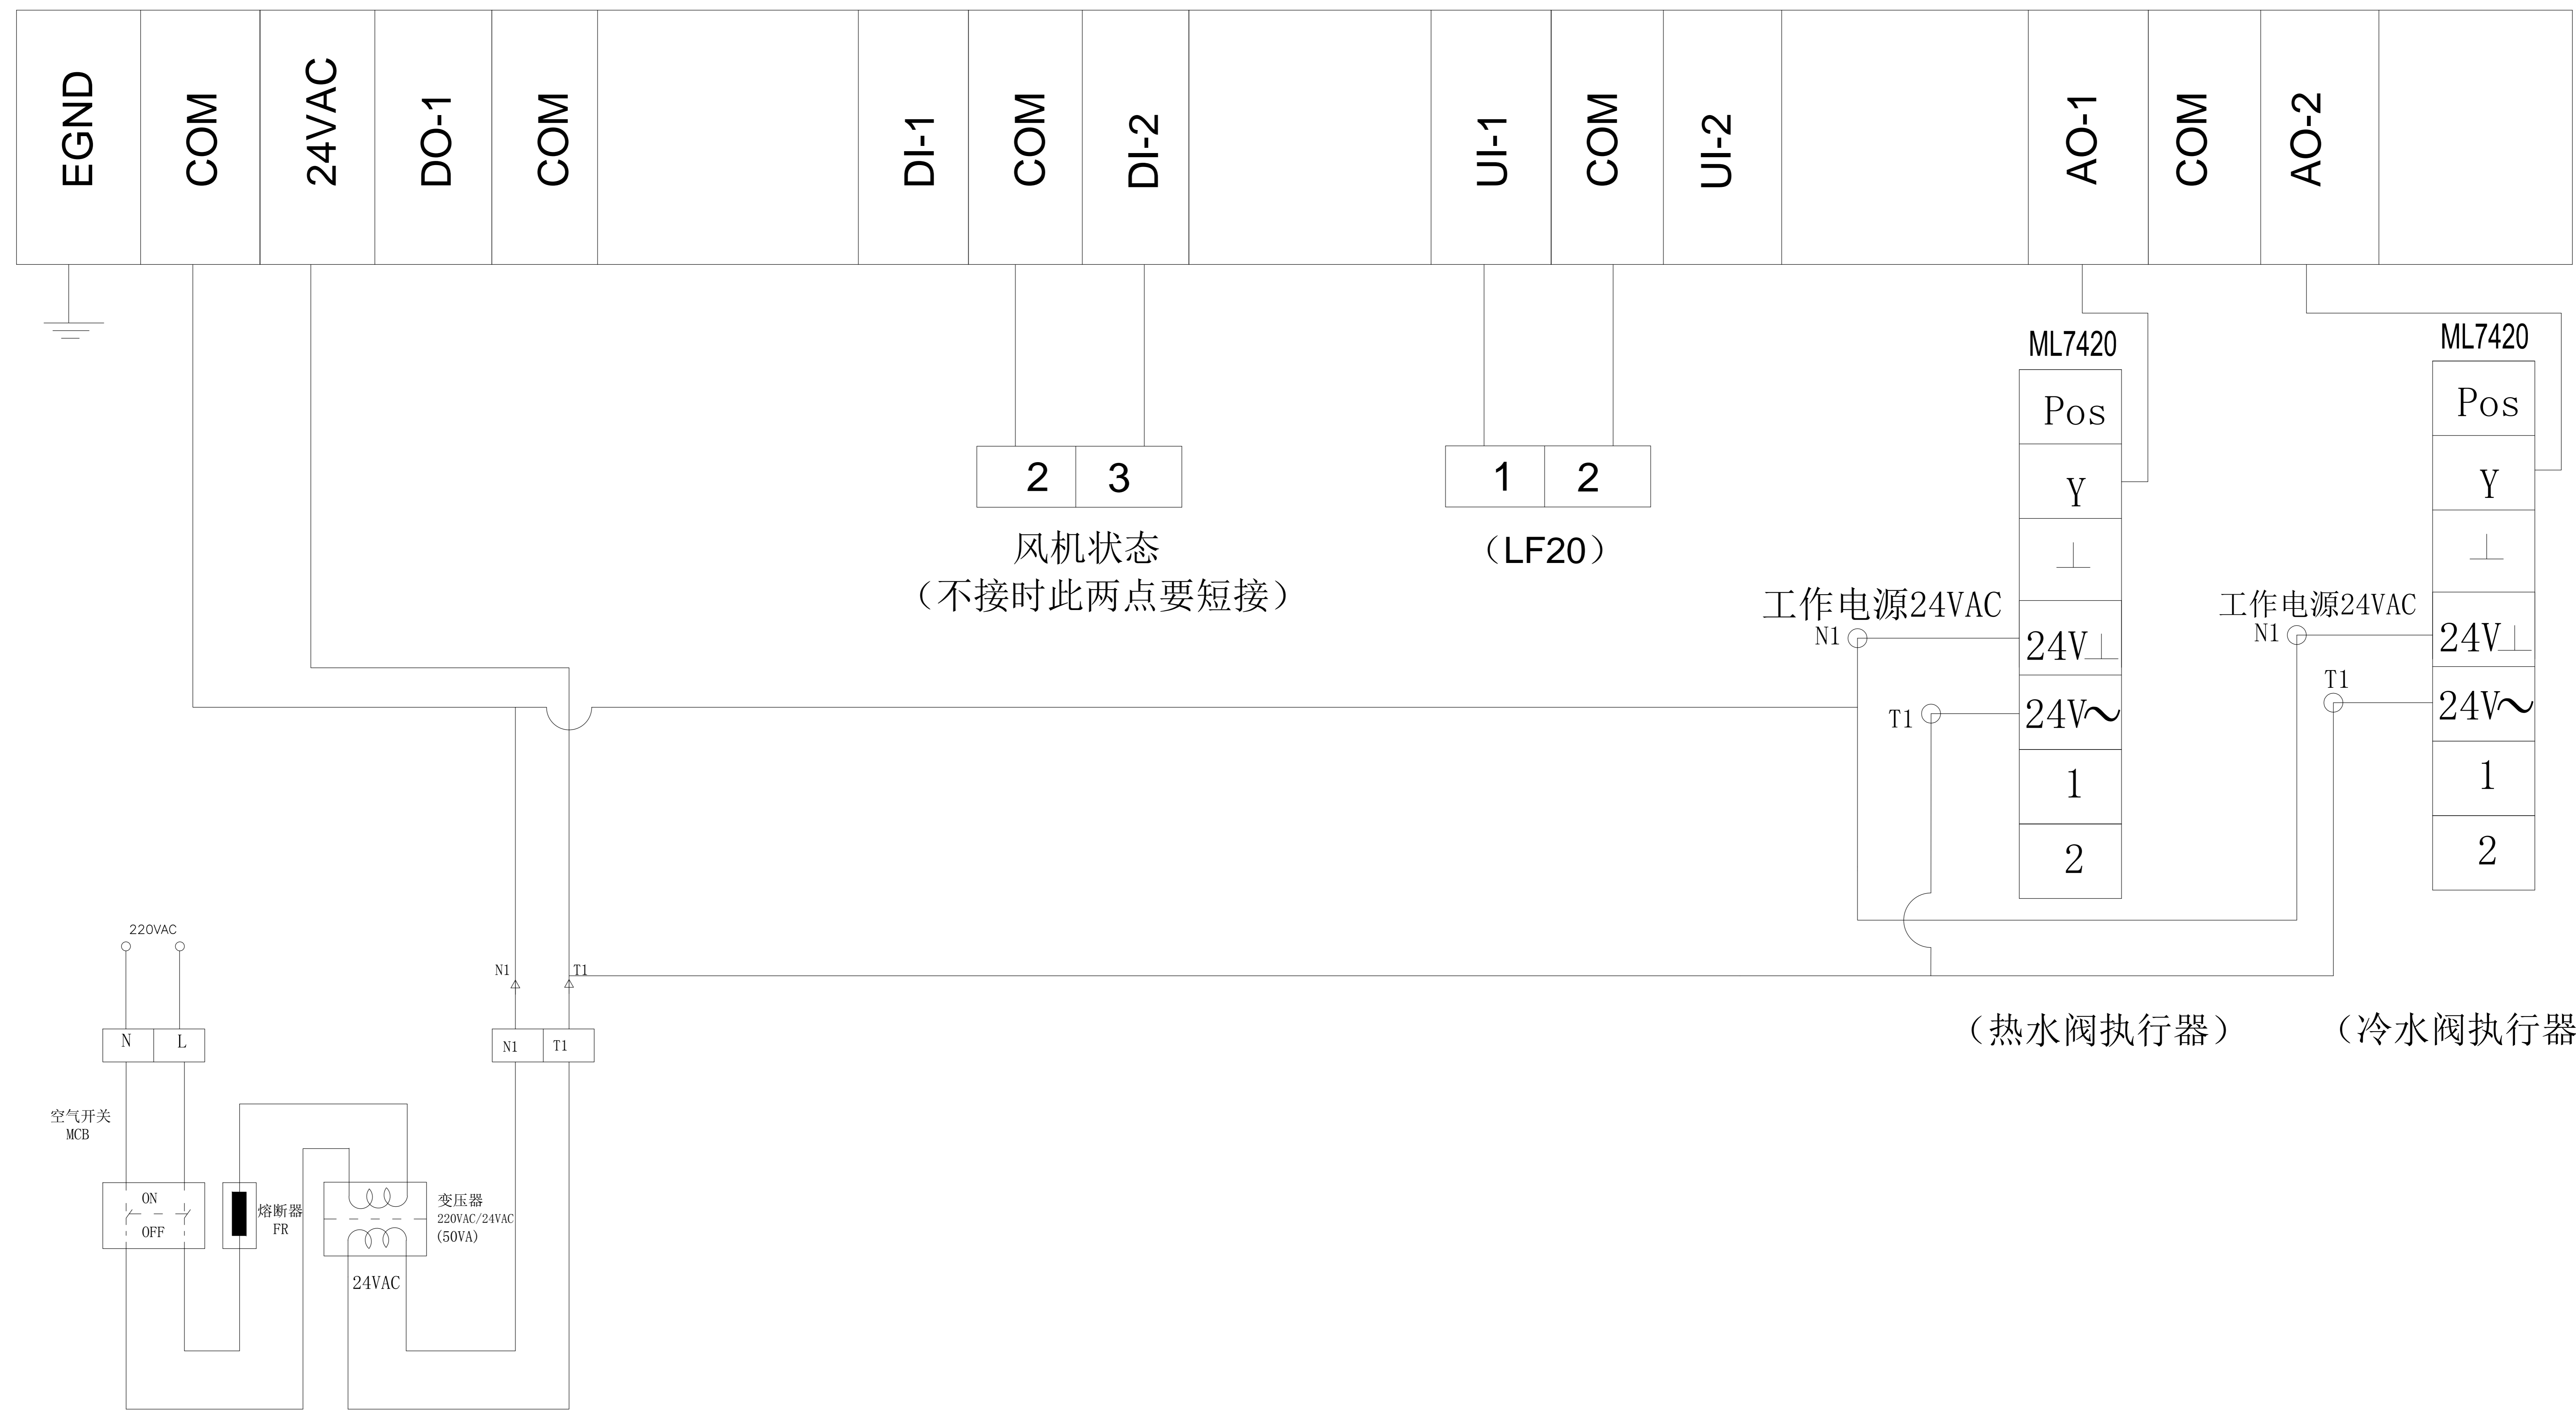 EGND
COM
24VAC
DO-1
COM
DI-1
COM
DI-2
UI-1
COM
UI-2
AO-1
COM
AO-2
2
3
风机状态
（不接时此两点要短接）
1
2
（LF20）
ML7420
Pos
Y
工作电源24VAC
N1
24V
T1
24V~
1
2
（热水阀执行器）
ML7420
Pos
Y
工作电源24VAC
N1
24V
T1
24V~
1
2
（冷水阀执行器
220VAC
N
L
空气开关
MCB
ON
OFF
熔断器
FR
变压器
220VAC/24VAC
(50VA)
24VAC
N1
T1
N1
T1